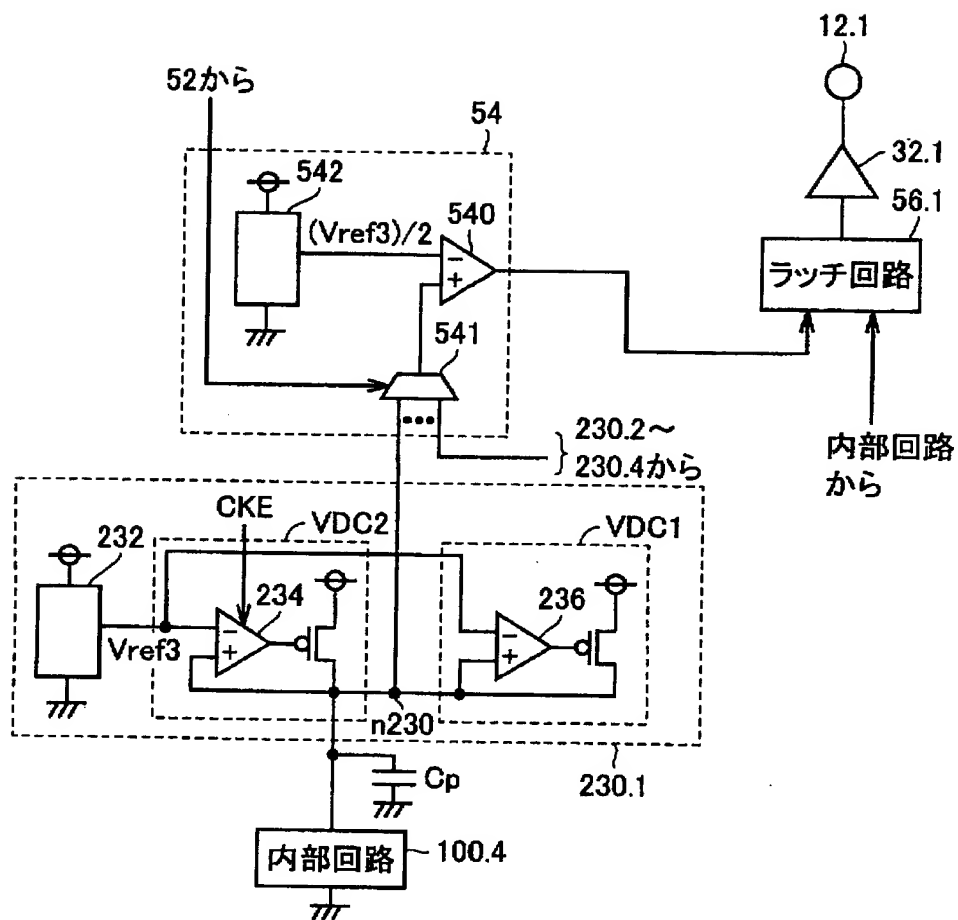 12.1
52から
54
32.1
542
540
56.1
(Vref3)/2
−
+
ラッチ回路
541
230.2～
230.4から
内部回路
から
CKE
VDC2
VDC1
232
234
236
−
+
−
+
Vref3
n230
Cp
230.1
内部回路
100.4